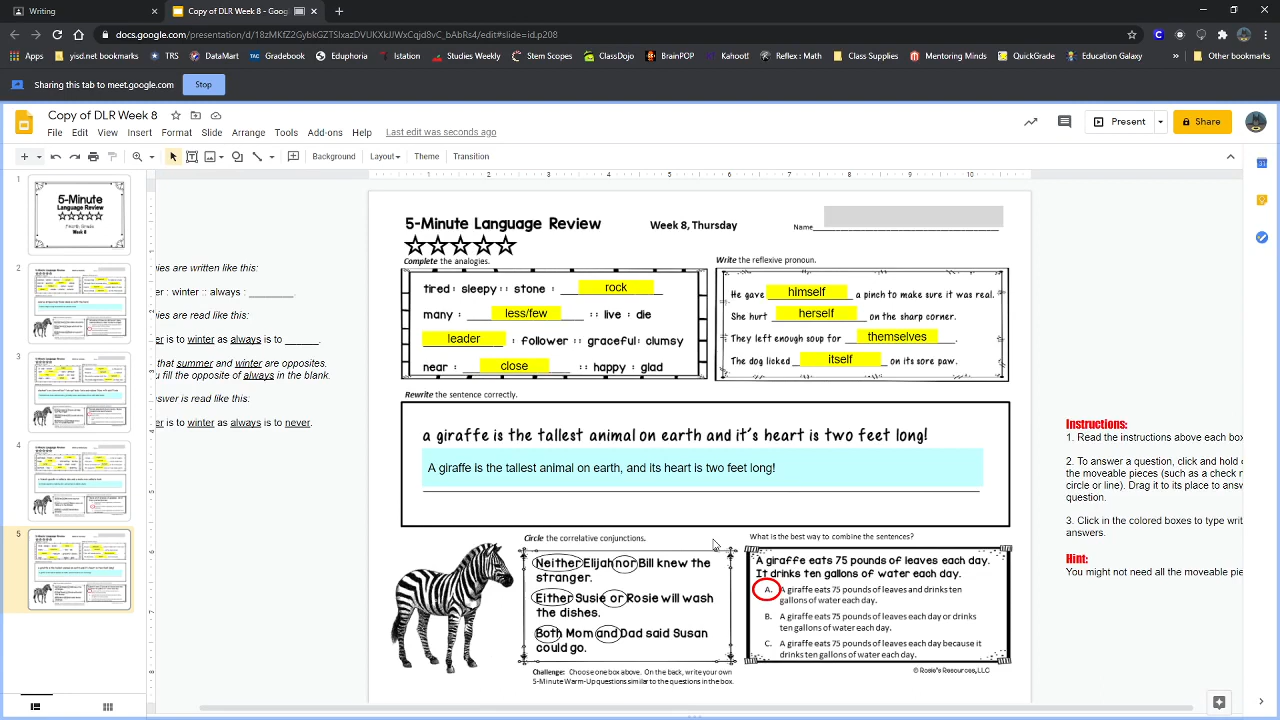 Writing
Copy of DLR Week 8 - Googl
docs.google.com/presentation/d/
Apps
youtube.com/mystudio
TRS
DataMart
Gradebook
Euphoria
Istation
Studies Weekly
Stem Scopes
ClassDojo
BrainPOP
Kahoot!
Reflex: Math
Class Supplies
Mentoring Minds
QuickGrade
Igaming Education
Other bookmarks
Sharing this tab to meet.google.com
Stop
Copy of DLR Week 8
File Edit View Insert Format Slide Arrange Tools Add-ons Help Last edit was seconds ago
Present
Share
Background Layout Theme Transition
5-Minute Language Review
Week 8, Thursday
Name
Complete the analogies.
tired : sleepy :: stone : rock
many : less/few :: live : die
leader : follower :: graceful : clumsy
near : close :: happy : glad
Write the reflexive pronoun.
He gave himself a pinch to make sure it was real.
She hurt herself on the sharp corner.
They left enough soup for themselves.
The dog licked itself on its sore paw.
Rewrite the sentence correctly.
a giraffe is the tallest animal on earth and it's heart is two feet long!
A giraffe is the tallest animal on earth, and its heart is two feet long!
Circle the correlative conjunctions.
Neither Elijah nor Bill knew the
stranger.
Either Susie or Rosie will wash
the dishes.
Both Mom and Dad said Susan
could go.
Challenge: Choose one box above. On the back, write your own
5-Minute Warm-Up questions similar to the questions in the box.
What is the best way to combine the sentences?
A giraffe eats 75 pounds of leaves each day.
It drinks ten gallons of water each day.
A. A giraffe eats 75 pounds of leaves and drinks ten
gallons of water each day.
B. A giraffe eats 75 pounds of leaves each day or drinks
ten gallons of water each day.
C. A giraffe eats 75 pounds of leaves each day because it
drinks ten gallons of water each day.
© Rosie's Resources, LLC
ies are written like this:
er : winter :: always :
ies are read like this:
er is to winter as always is to
that summer and winter are opposites.
u fill the opposite of always in the blank.
nswer is read like this:
er is to winter as always is to never.
Instructions:
1. Read the instructions above each box
2. To answer a question, click and hold
the moveable pieces (such as a check m
circle or line). Drag it to its place to answ
question.
3. Click in the colored boxes to type writ
Hint:
You might not need all the moveable pie
1
5-Minute
Language Review
Fourth Grade
Week 8
2
3
4
5